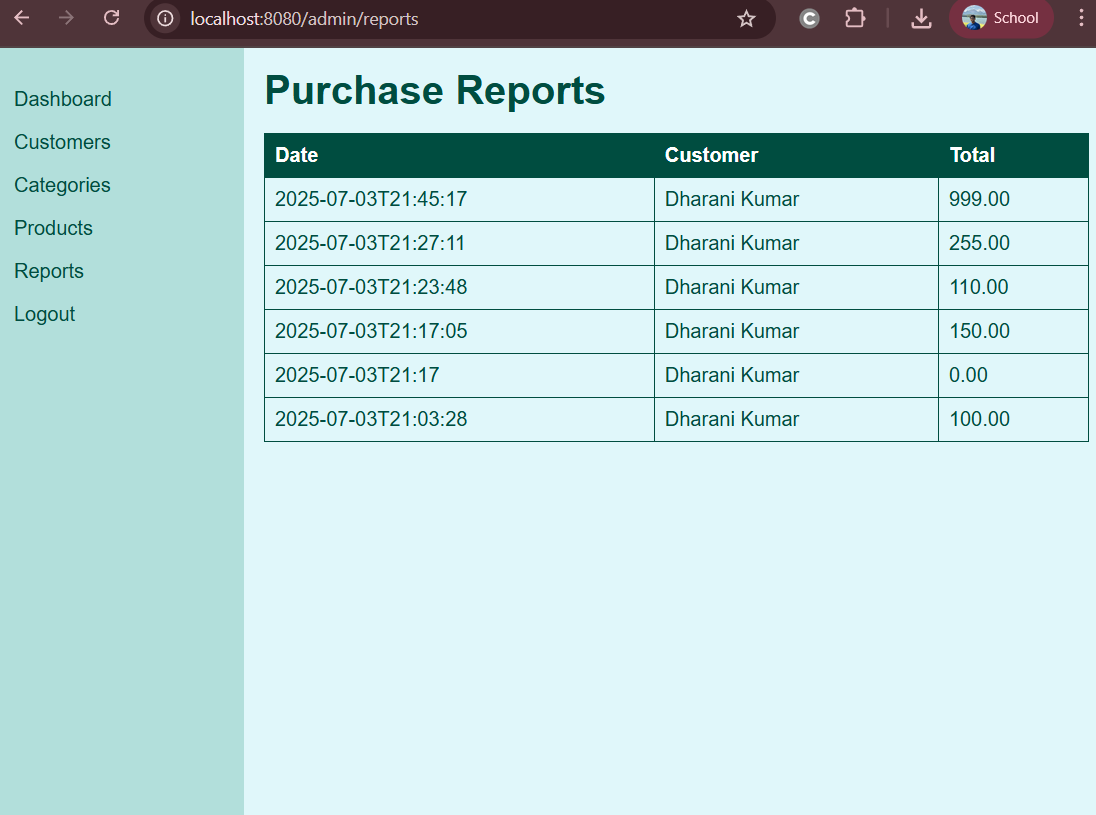 localhost:8080/admin/reports
C
School
Dashboard
Customers
Categories
Products
Reports
Logout
Purchase Reports
Date Customer Total
2025-07-03T21:45:17 Dharani Kumar 999.00
2025-07-03T21:27:11 Dharani Kumar 255.00
2025-07-03T21:23:48 Dharani Kumar 110.00
2025-07-03T21:17:05 Dharani Kumar 150.00
2025-07-03T21:17 Dharani Kumar 0.00
2025-07-03T21:03:28 Dharani Kumar 100.00